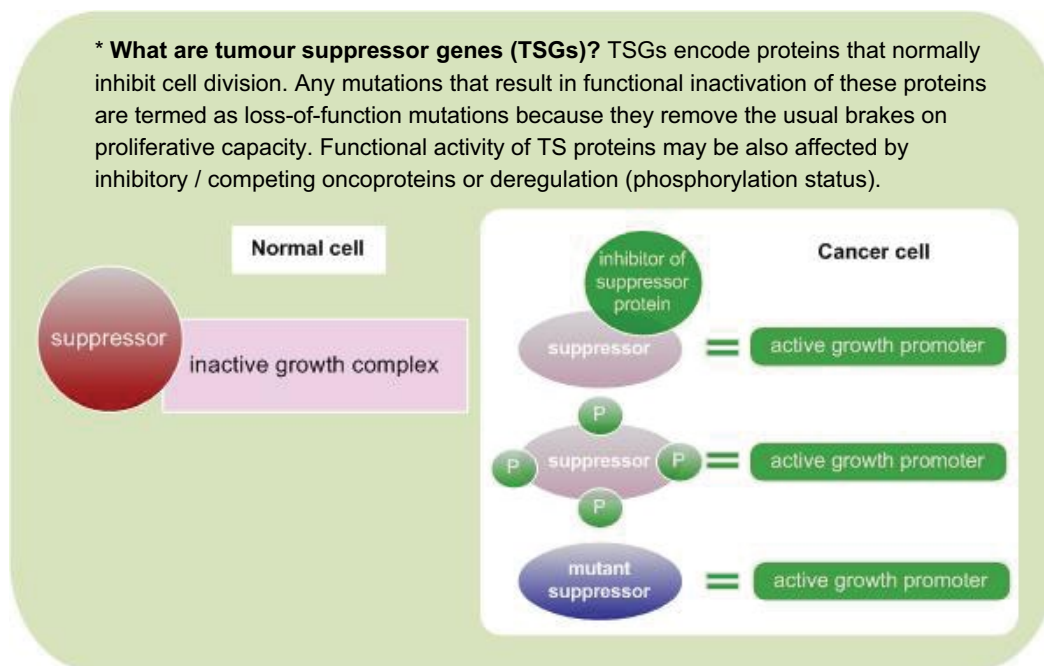 * What are tumour suppressor genes (TSGs)? TSGs encode proteins that normally
inhibit cell division. Any mutations that result in functional inactivation of these proteins
are termed as loss-of-function mutations because they remove the usual brakes on
proliferative capacity. Functional activity of TS proteins may be also affected by
inhibitory / competing oncoproteins or deregulation (phosphorylation status).
Normal cell
suppressor
inactive growth complex
Cancer cell
inhibitor of
suppressor
protein
suppressor
=
active growth promoter
P
P
suppressor
P
=
active growth promoter
P
mutant
suppressor
=
active growth promoter